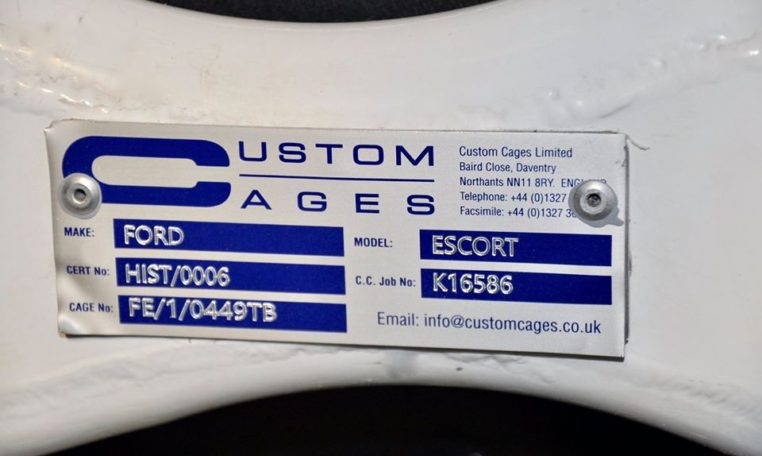 CUSTOM
CAGES
Custom Cages Limited
Baird Close, Daventry
Northants NN11 8RY. ENGLAND
Telephone: +44 (0)1327
Facsimile: +44 (0)1327
MAKE: FORD
MODEL: ESCORT
CERT No: HIST/0006
C.C. Job No: K16586
CAGE No: FE/1/0449TB
Email: info@customcages.co.uk